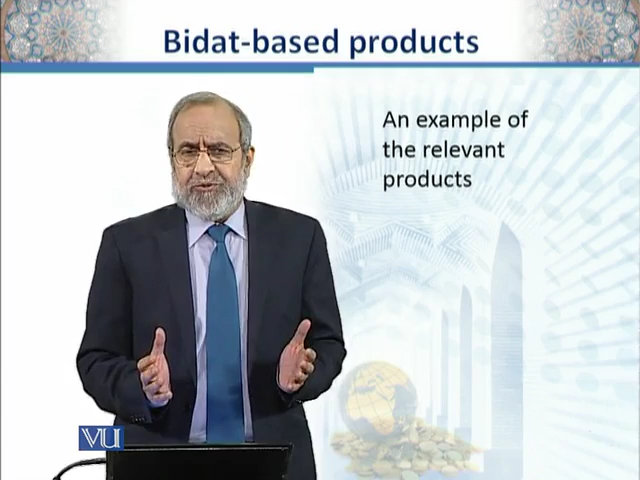 Bidat-based products
An example of
the relevant
products
VU